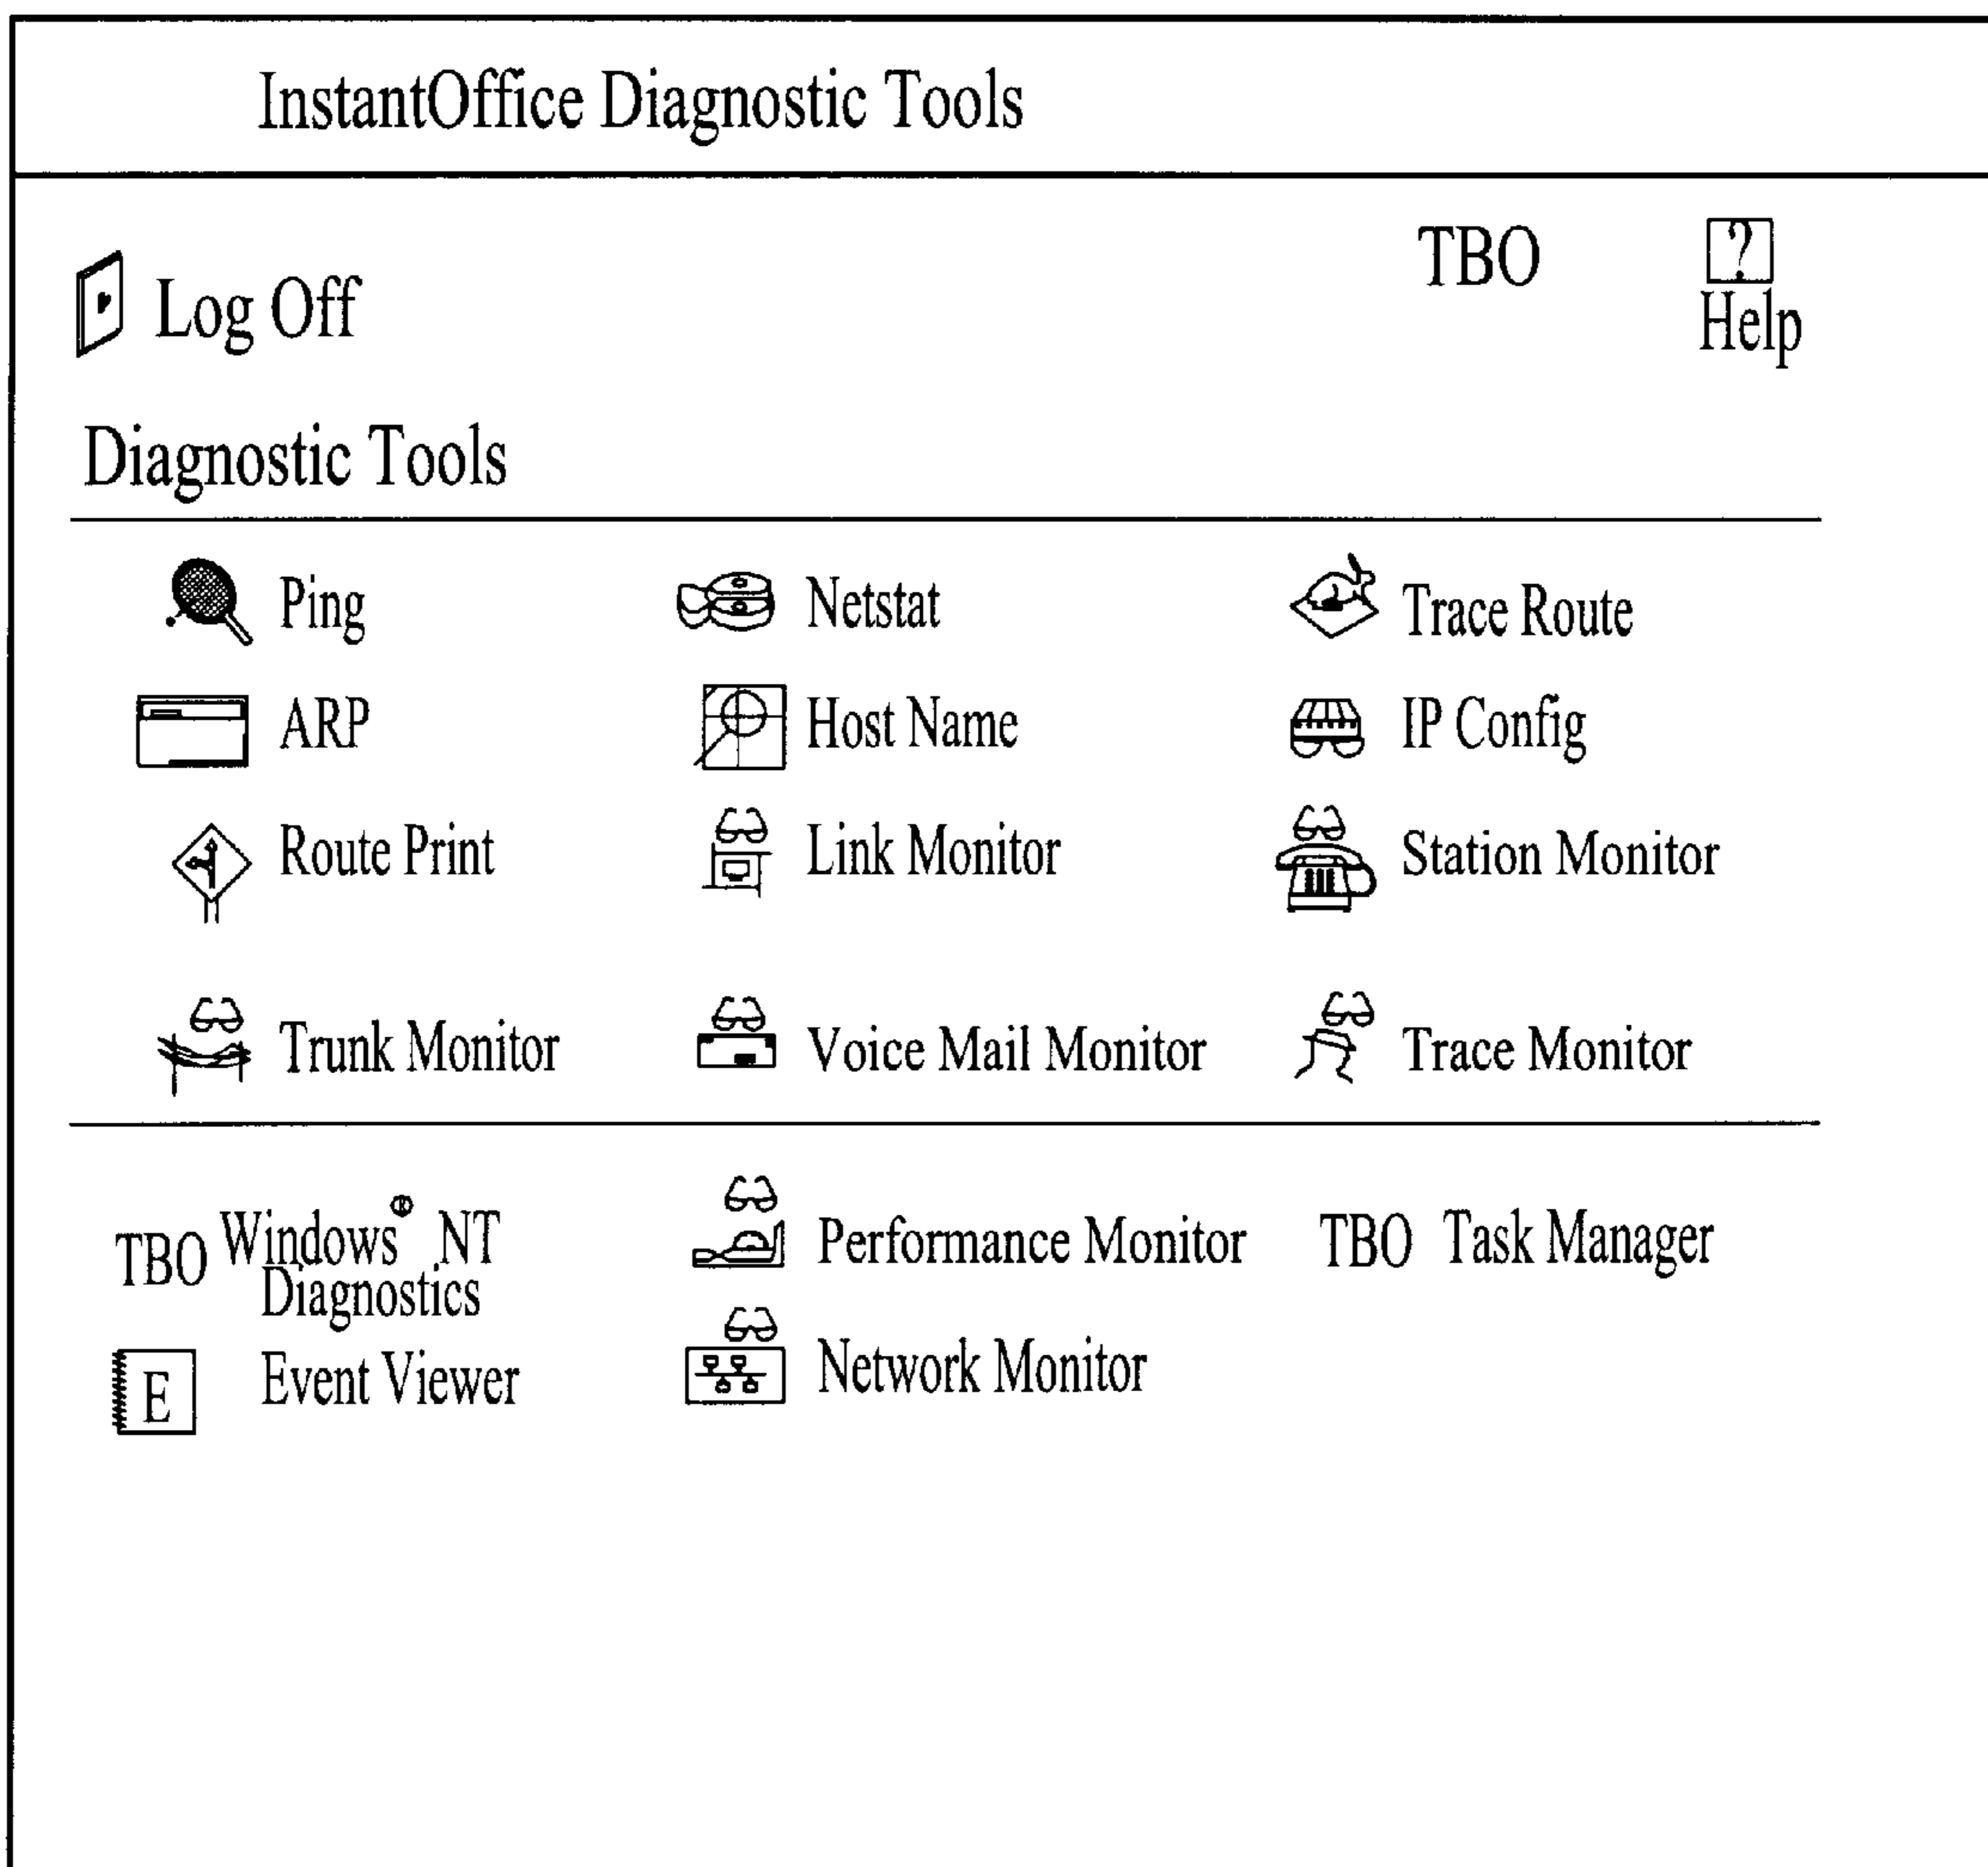 InstantOffice Diagnostic Tools
Log Off
TBO
?
Help
Diagnostic Tools
Ping
Netstat
Trace Route
ARP
Host Name
IP Config
Route Print
Link Monitor
Station Monitor
Trunk Monitor
Voice Mail Monitor
Trace Monitor
TBO
Windows® NT
Diagnostics
Performance Monitor
TBO
Task Manager
E
Event Viewer
Network Monitor